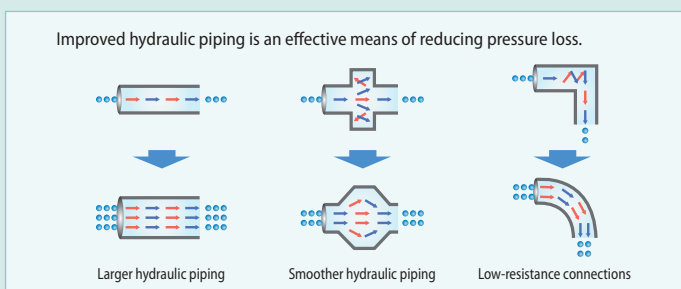 Improved hydraulic piping is an effective means of reducing pressure loss.
Larger hydraulic piping
Smoother hydraulic piping
Low-resistance connections